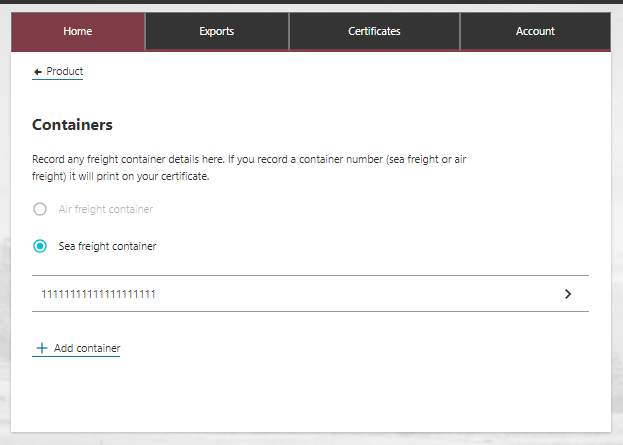 Home Exports Certificates Account
Product
Containers
Record any freight container details here. If you record a container number (sea freight or air
freight) it will print on your certificate.
Air freight container
Sea freight container
11111111111111111111
Add container